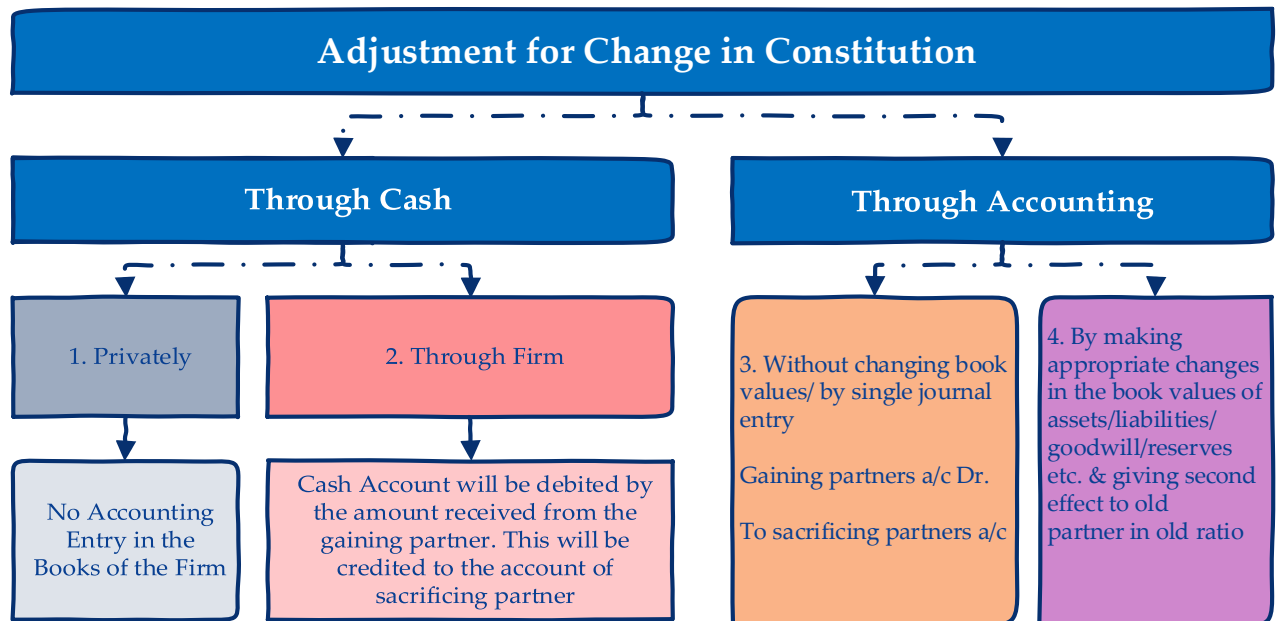 Adjustment for Change in Constitution
Through Cash
Through Accounting
1. Privately
2. Through Firm
3. Without changing book
values/ by single journal
entry
Gaining partners a/c Dr.
To sacrificing partners a/c
4. By making
appropriate changes
in the book values of
assets/liabilities/
goodwill/reserves
etc. & giving second
effect to old
partner in old ratio
No Accounting
Entry in the
Books of the Firm
Cash Account will be debited by
the amount received from the
gaining partner. This will be
credited to the account of
sacrificing partner